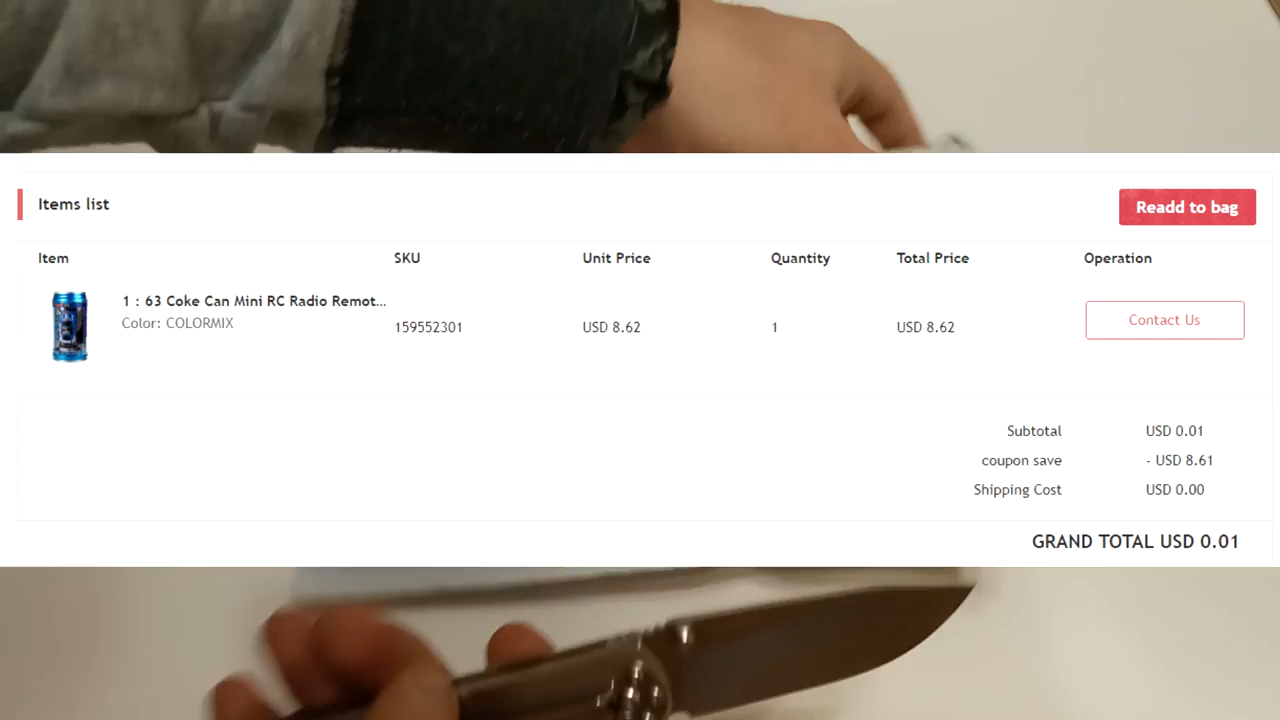 Items list
Readd to bag
Item SKU Unit Price Quantity Total Price Operation
1 : 63 Coke Can Mini RC Radio Remot...
Color: COLORMIX
159552301 USD 8.62 1 USD 8.62
Contact Us
Subtotal USD 0.01
coupon save - USD 8.61
Shipping Cost USD 0.00
GRAND TOTAL USD 0.01